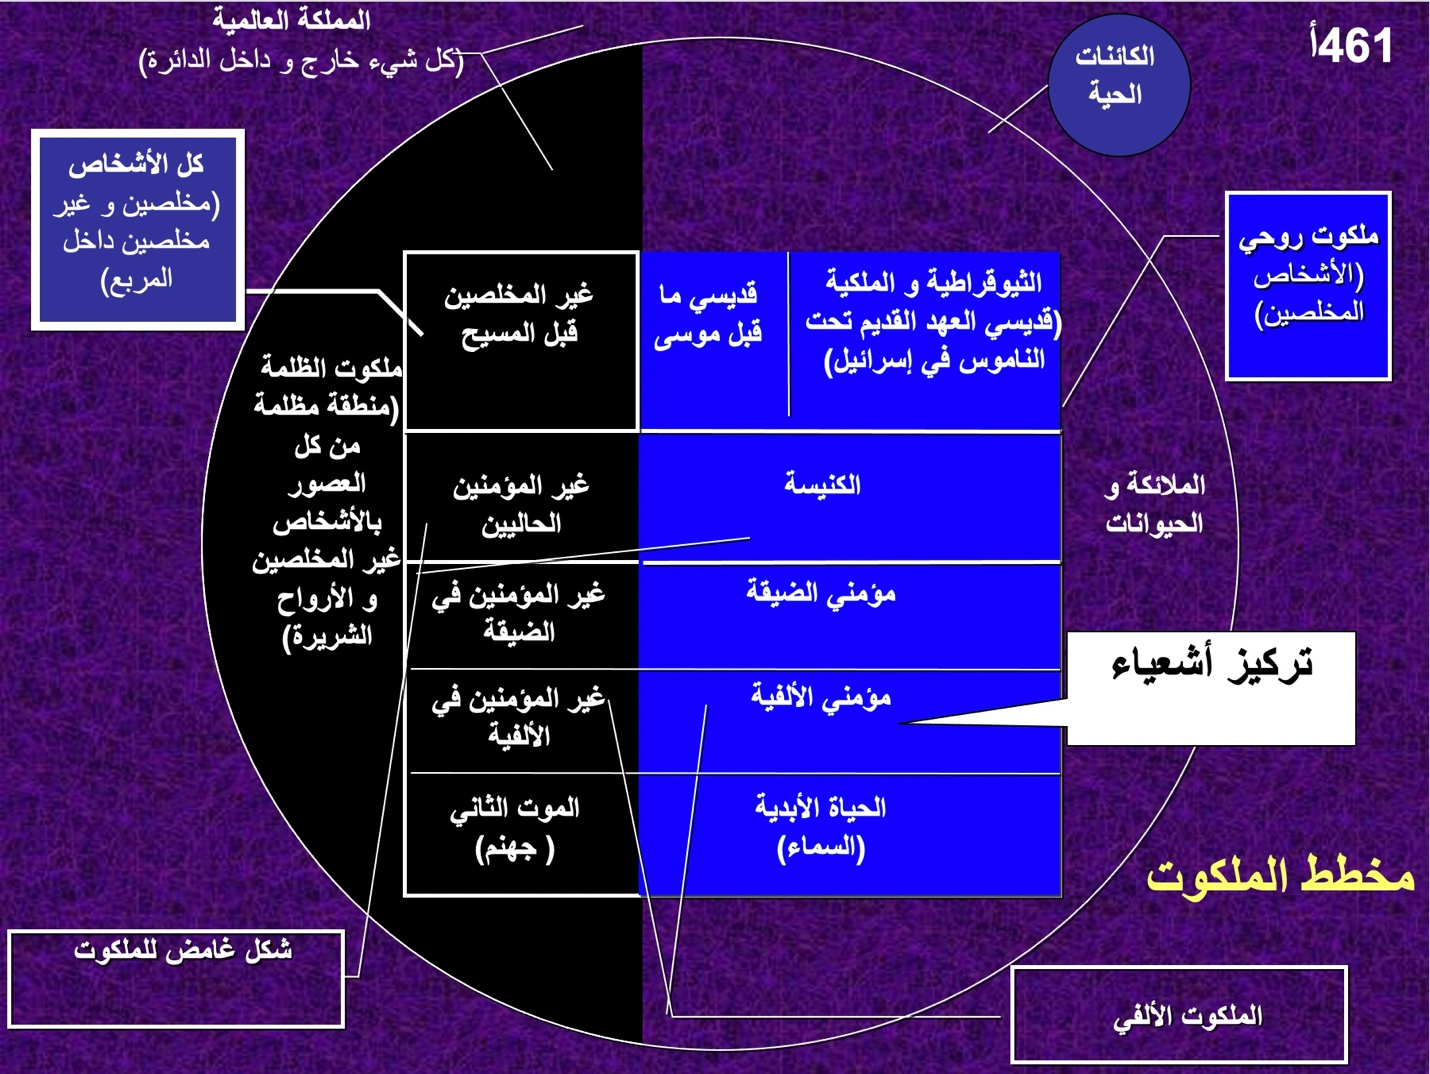 461أ
المملكة العالمية
(كل شيء خارج و داخل الدائرة)
الكائنات
الحية
كل الأشخاص
(مخلصين و غير
مخلصين داخل
المربع)
ملكوت روحي
(الأشخاص
المخلصين)
الثيوقراطية و الملكية
(قديسي العهد القديم تحت
الناموس في إسرائيل)
قديسي ما
قبل موسى
غير المخلصين
قبل المسيح
ملكوت الظلمة
(منطقة مظلمة
من كل
العصور
بالأشخاص
غير المخلصين
و الأرواح
الشريرة)
الملائكة و
الحيوانات
الكنيسة
غير المؤمنين
الحاليين
مؤمني الضيقة
غير المؤمنين في
الضيقة
تركيز أشعياء
مؤمني الألفية
غير المؤمنين في
الألفية
الحياة الأبدية
(السماء)
الموت الثاني
( جهنم)
مخطط الملكوت
شكل غامض للملكوت
الملكوت الألفي